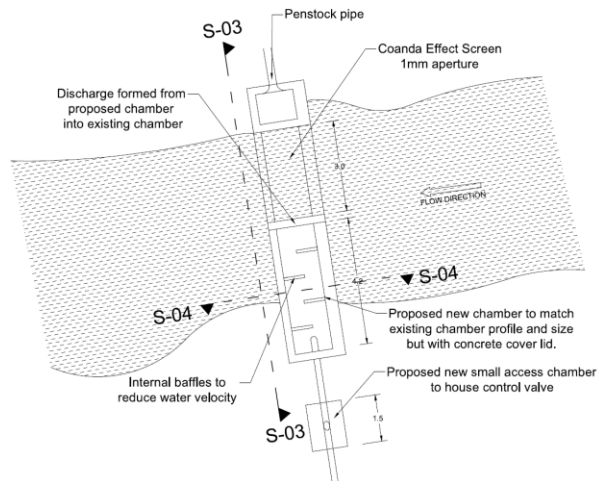 Penstock pipe
S-03
Coanda Effect Screen
1mm aperture
Discharge formed from
proposed chamber
into existing chamber
3.0
FLOW DIRECTION
S-04
4.2
S-04
Proposed new chamber to match
existing chamber profile and size
but with concrete cover lid.
Internal baffles to
reduce water velocity
Proposed new small access chamber
to house control valve
1.5
S-03